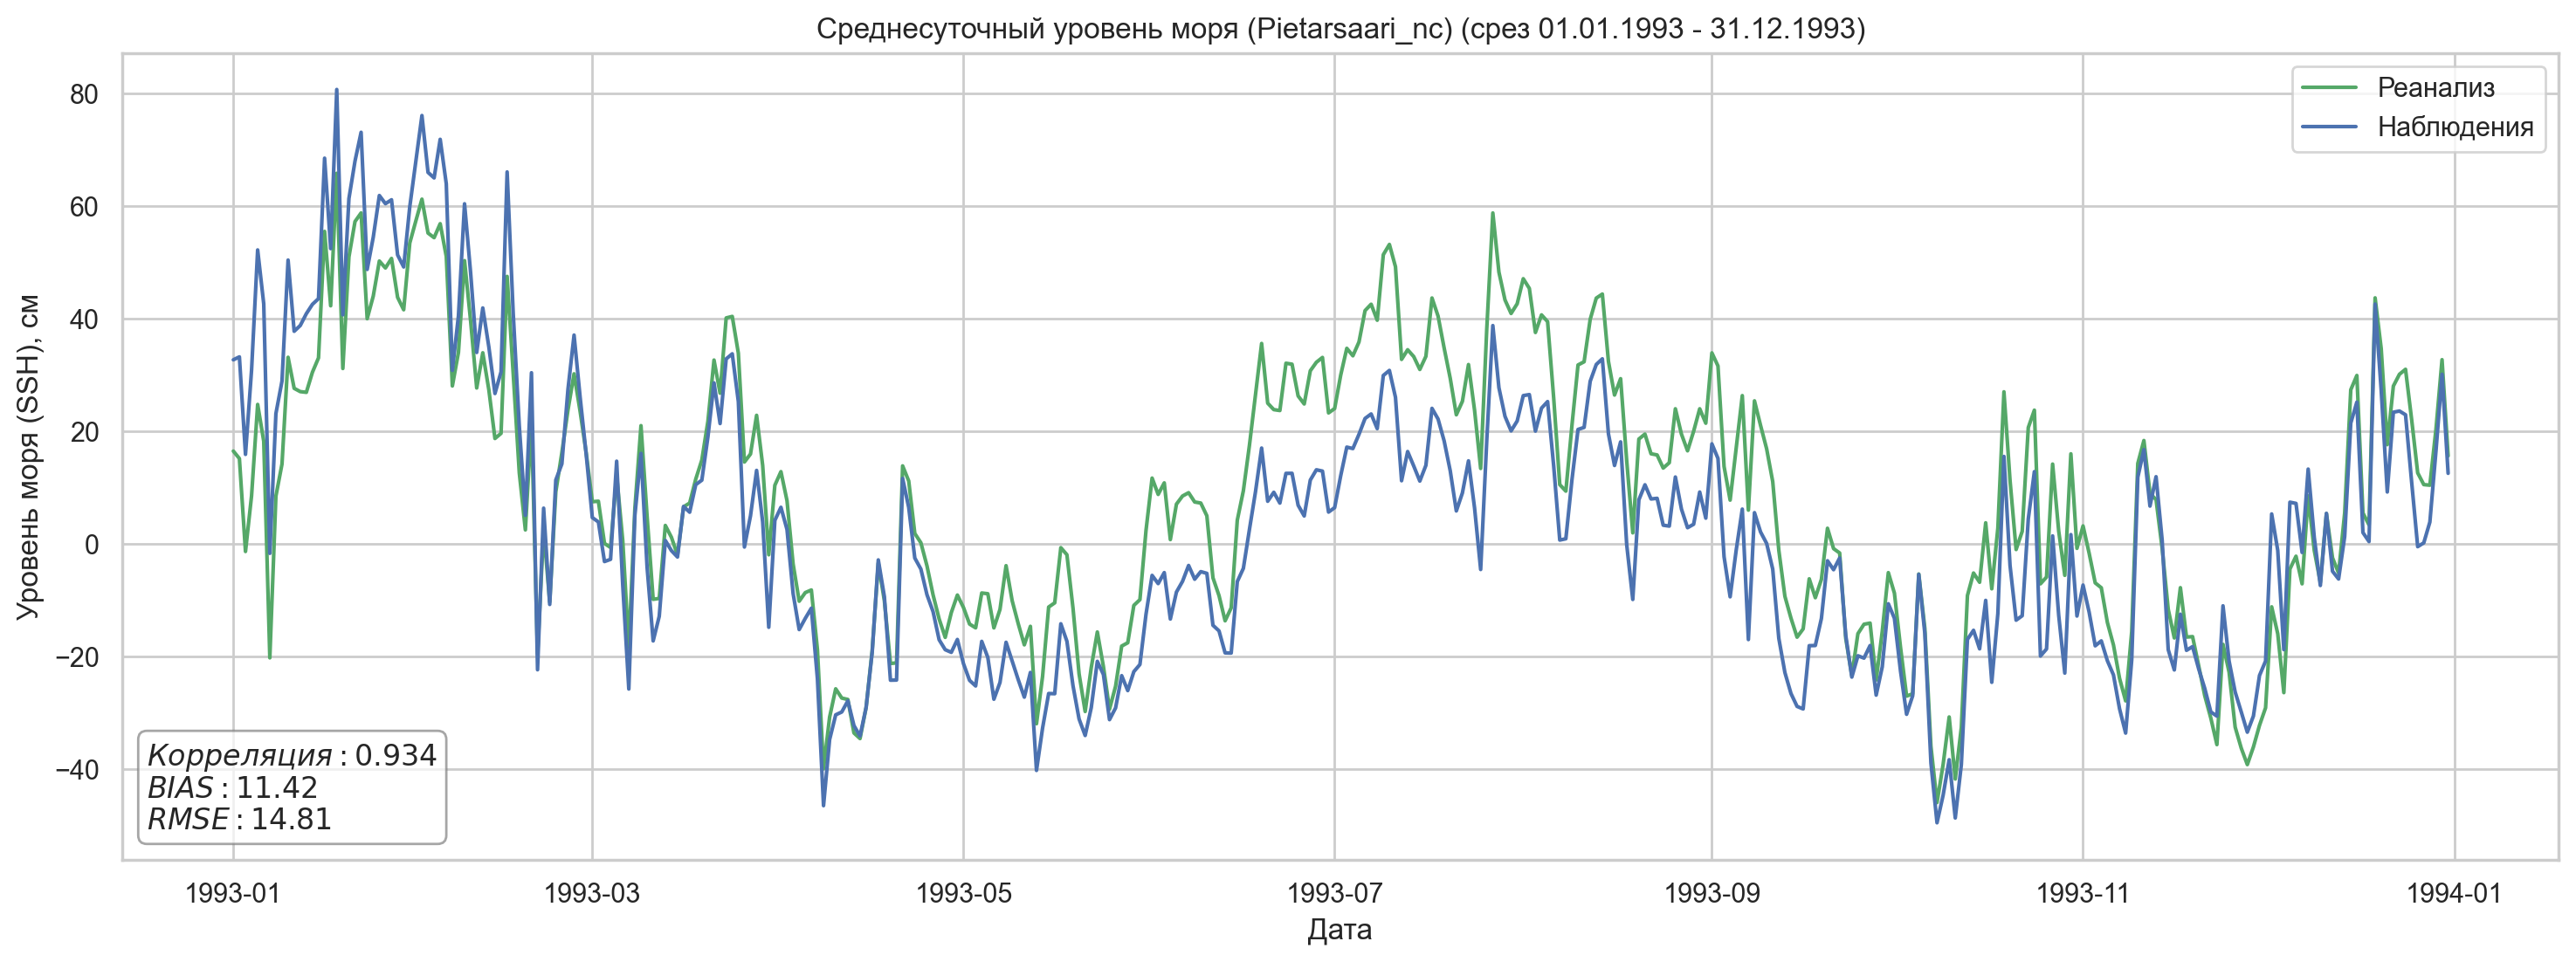 Среднесуточный уровень моря (Pietarsaari_nc) (срез 01.01.1993 - 31.12.1993)
Реанализ
Наблюдения
Уровень моря (SSH), см
80
60
40
20
0
−20
−40
Корреляция : 0.934
BIAS : 11.42
RMSE : 14.81
1993-01 1993-03 1993-05 1993-07 1993-09 1993-11 1994-01
Дата